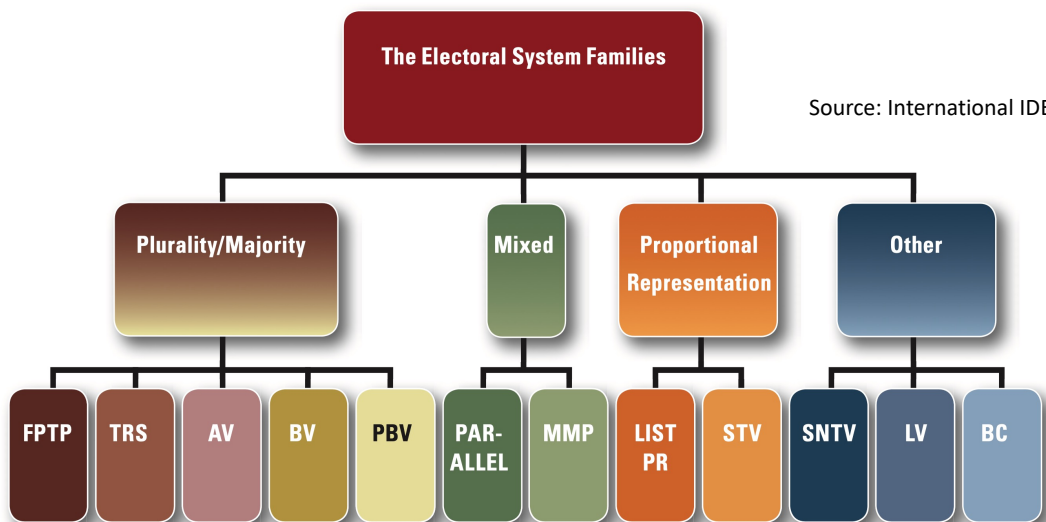 The Electoral System Families
Source: International IDE
Plurality/Majority
Mixed
Proportional
Representation
Other
FPTP
TRS
AV
BV
PBV
PAR-
ALLEL
MMP
LIST
PR
STV
SNTV
LV
BC